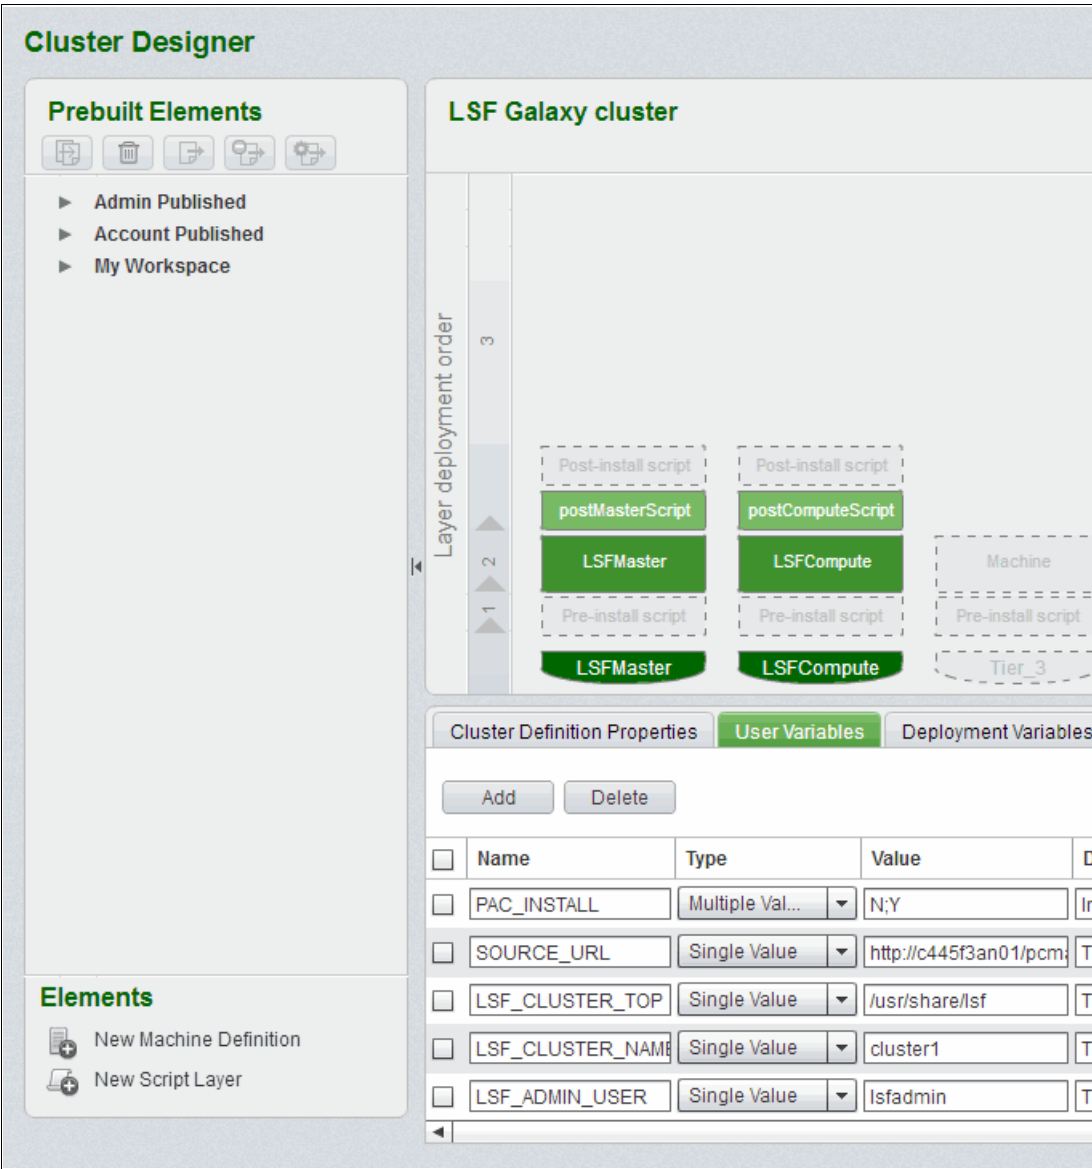 Cluster Designer
Prebuilt Elements
Admin Published
Account Published
My Workspace
Elements
New Machine Definition
New Script Layer
LSF Galaxy cluster
Layer deployment order
3
2
1
Post-install script Post-install script
postMasterScript postComputeScript
LSFMaster LSFCompute Machine
Pre-install script Pre-install script Pre-install script
LSFMaster LSFCompute Tier_3
Cluster Definition Properties User Variables Deployment Variables
Add Delete
Name Type Value D
PAC_INSTALL Multiple Val... N;Y In
SOURCE_URL Single Value http://c445f3an01/pcma T
LSF_CLUSTER_TOP Single Value /usr/share/lsf T
LSF_CLUSTER_NAME Single Value cluster1 T
LSF_ADMIN_USER Single Value lsfadmin T